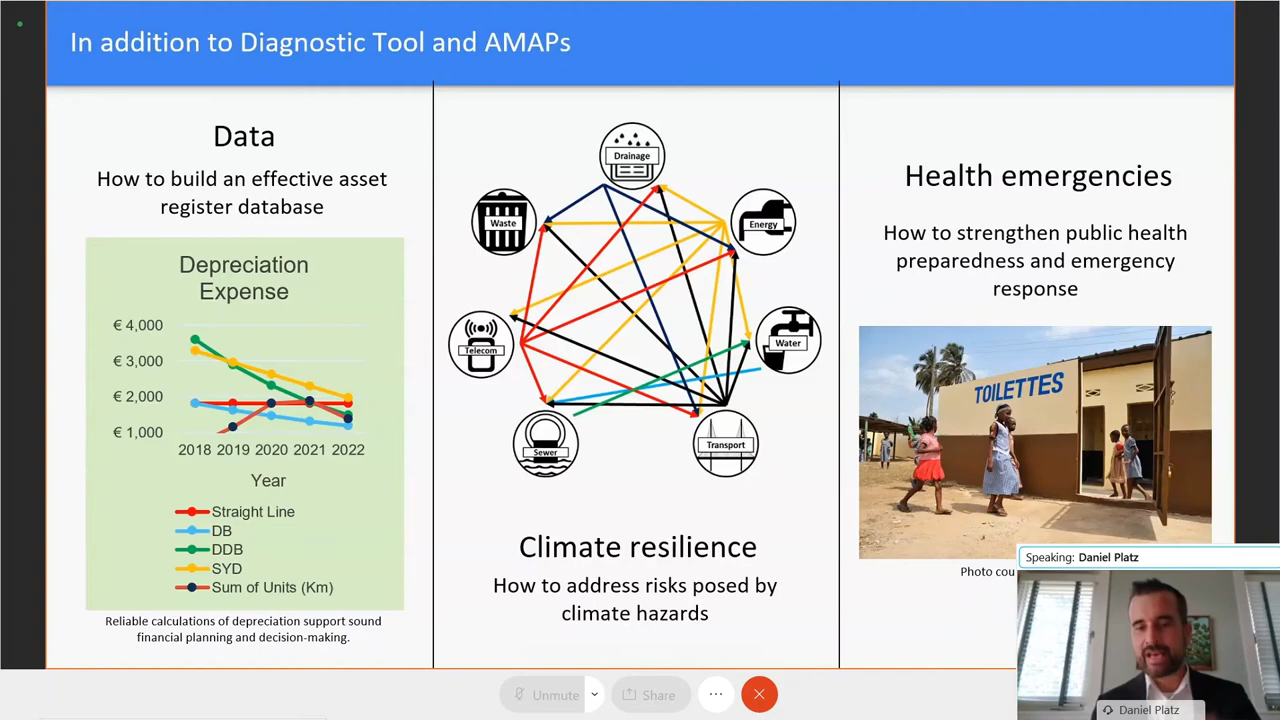 In addition to Diagnostic Tool and AMAPs
Data
How to build an effective asset
register database
Depreciation
Expense
€ 4,000
€ 3,000
€ 2,000
€ 1,000
2018 2019 2020 2021 2022
Year
Straight Line
DB
DDB
SYD
Sum of Units (Km)
Reliable calculations of depreciation support sound
financial planning and decision-making.
Drainage
Waste
Energy
Telecom
Water
Sewer
Transport
Climate resilience
How to address risks posed by
climate hazards
Health emergencies
How to strengthen public health
preparedness and emergency
response
TOILETTES
Photo
Speaking: Daniel Platz
Daniel Platz
Unmute
Share